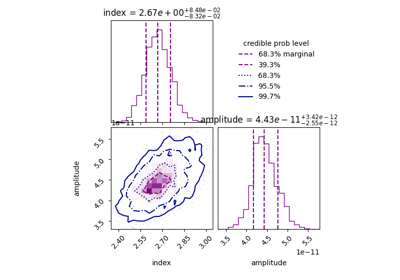 index = 2.67e+00 +8.48e−02 −8.32e−02
credible prob level
68.3% marginal
39.3%
68.3%
95.5%
99.7%
1e−11
amplitude = 4.43e−11 +3.42e−12 −2.55e−12
amplitude
5.5
5.0
4.5
4.0
3.5
2.40 2.55 2.70 2.85 3.00
3.5 4.0 4.5 5.0 5.5
1e−11
index
amplitude